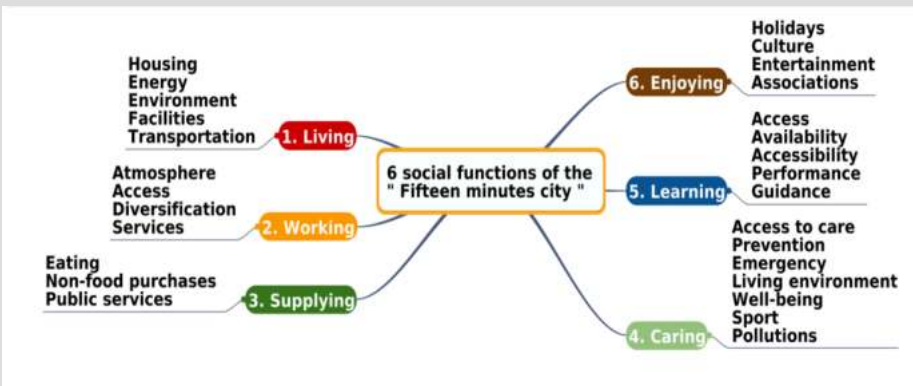 6 social functions of the
" Fifteen minutes city "
1. Living
Housing
Energy
Environment
Facilities
Transportation
2. Working
Atmosphere
Access
Diversification
Services
3. Supplying
Eating
Non-food purchases
Public services
4. Caring
Access to care
Prevention
Emergency
Living environment
Well-being
Sport
Pollutions
5. Learning
Access
Availability
Accessibility
Performance
Guidance
6. Enjoying
Holidays
Culture
Entertainment
Associations